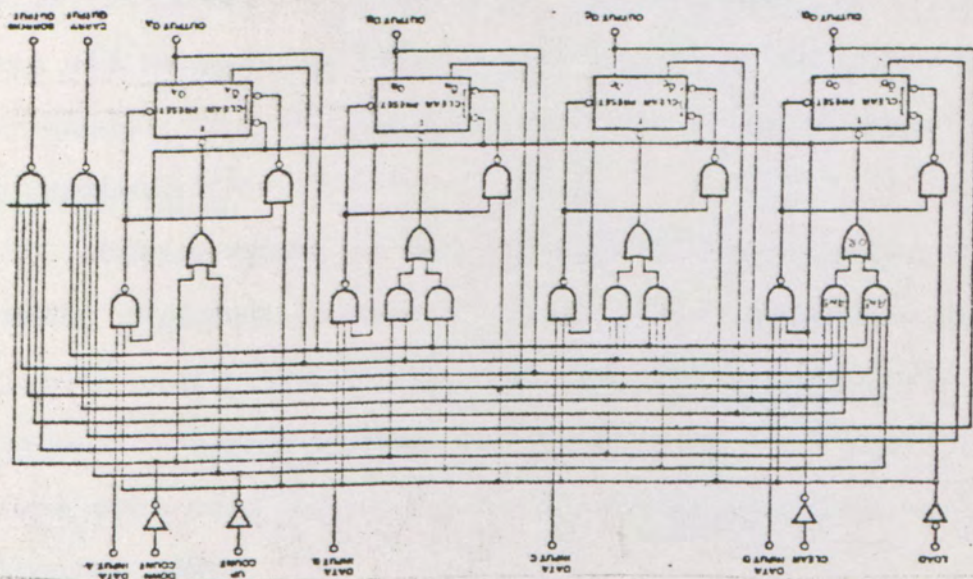 BORROW
OUTPUT
CARRY
OUTPUT
OUTPUT QA
OUTPUT QB
OUTPUT QC
OUTPUT QD
CLEAR PRESET
CLEAR PRESET
CLEAR PRESET
CLEAR PRESET
DATA
INPUT A
DOWN
COUNT
UP
COUNT
DATA
INPUT B
DATA
INPUT C
DATA
INPUT D
CLEAR
LOAD